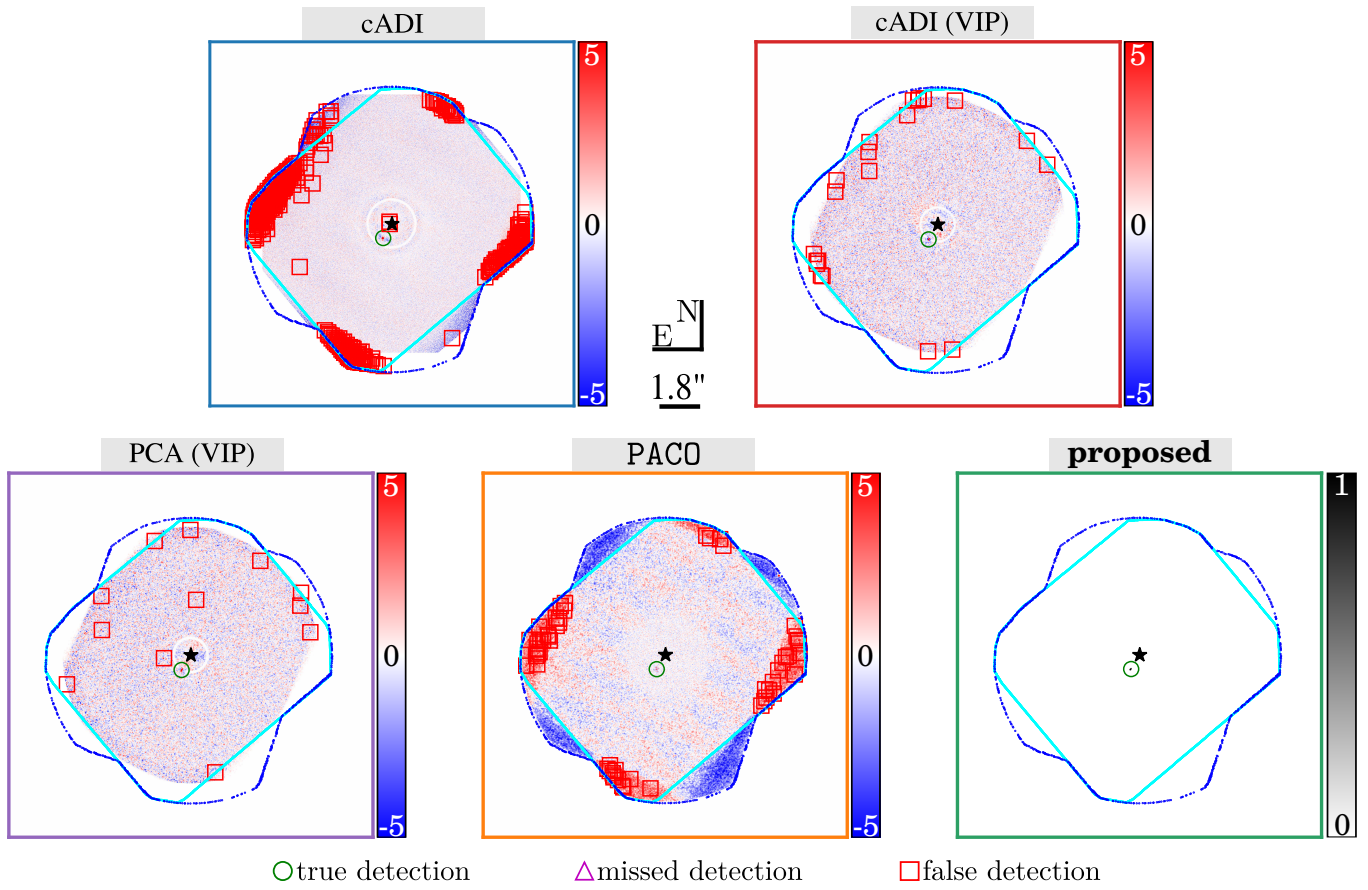 cADI
cADI (VIP)
5
0
-5
5
0
-5
N
E
1.8"
PCA (VIP)
PACO
proposed
5
0
-5
5
0
-5
1
0
true detection
missed detection
false detection